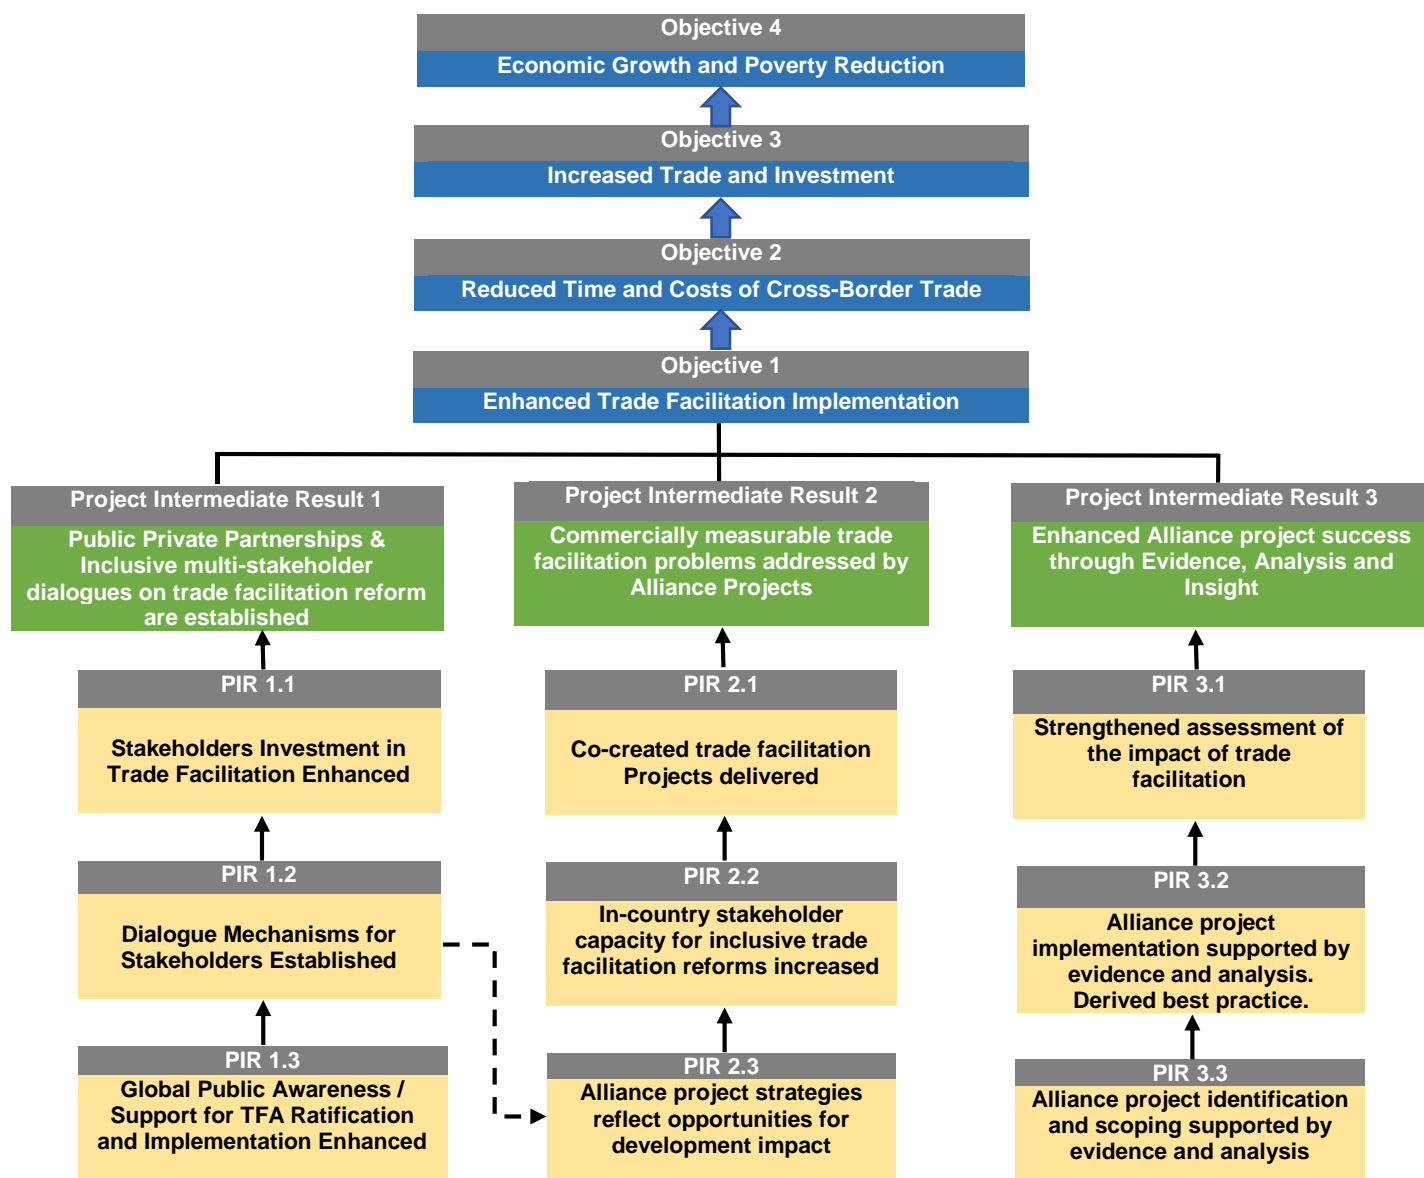 Objective 4
Economic Growth and Poverty Reduction
Objective 3
Increased Trade and Investment
Objective 2
Reduced Time and Costs of Cross-Border Trade
Objective 1
Enhanced Trade Facilitation Implementation
Project Intermediate Result 1
Public Private Partnerships &
Inclusive multi-stakeholder
dialogues on trade facilitation reform
are established
PIR 1.1
Stakeholders Investment in
Trade Facilitation Enhanced
PIR 1.2
Dialogue Mechanisms for
Stakeholders Established
PIR 1.3
Global Public Awareness /
Support for TFA Ratification
and Implementation Enhanced
Project Intermediate Result 2
Commercially measurable trade
facilitation problems addressed by
Alliance Projects
PIR 2.1
Co-created trade facilitation
Projects delivered
PIR 2.2
In-country stakeholder
capacity for inclusive trade
facilitation reforms increased
PIR 2.3
Alliance project strategies
reflect opportunities for
development impact
Project Intermediate Result 3
Enhanced Alliance project success
through Evidence, Analysis and
Insight
PIR 3.1
Strengthened assessment of
the impact of trade
facilitation
PIR 3.2
Alliance project
implementation supported by
evidence and analysis.
Derived best practice.
PIR 3.3
Alliance project identification
and scoping supported by
evidence and analysis